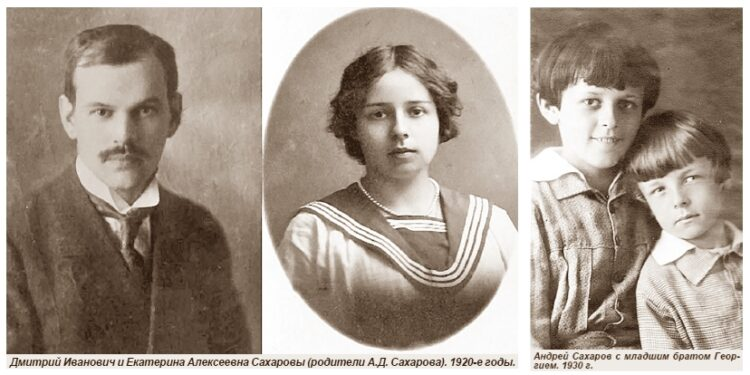 Дмитрий Иванович и Екатерина Алексеевна Сахаровы (родители А.Д. Сахарова). 1920-е годы.
Андрей Сахаров с младшим братом Геор-
гием. 1930 г.